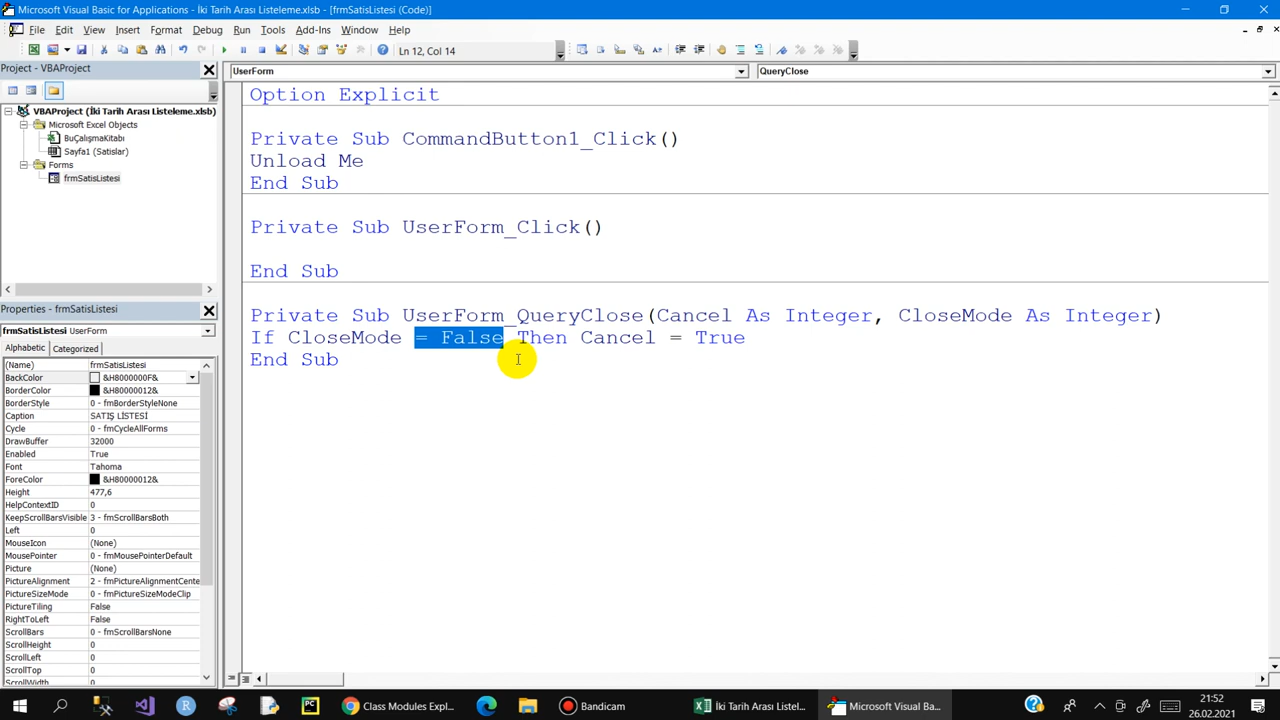 Microsoft Visual Basic for Applications - İki Tarih Arası Listeleme.xlsb - [frmSatisListesi (Code)]
File Edit View Insert Format Debug Run Tools Add-Ins Window Help
Ln 12, Col 14
Project - VBAProject
UserForm
QueryClose
VBAProject (İki Tarih Arası Listeleme.xlsb)
Microsoft Excel Objects
BuÇalışmaKitabı
Sayfa1 (Satislar)
Forms
frmSatisListesi
Option Explicit
Private Sub CommandButton1_Click()
Unload Me
End Sub
Private Sub UserForm_Click()
End Sub
Private Sub UserForm_QueryClose(Cancel As Integer, CloseMode As Integer)
If CloseMode = False Then Cancel = True
End Sub
Properties - frmSatisListesi
frmSatisListesi UserForm
Alphabetic Categorized
(Name) frmSatisListesi
BackColor &H8000000F&
BorderColor &H80000012&
BorderStyle 0 - fmBorderStyleNone
Caption SATIŞ LİSTESİ
Cycle 0 - fmCycleAllForms
DrawBuffer 32000
Enabled True
Font Tahoma
ForeColor &H80000012&
Height 477,6
HelpContextID 0
KeepScrollBarsVisible 3 - fmScrollBarsBoth
Left 0
MouseIcon (None)
MousePointer 0 - fmMousePointerDefault
Picture (None)
PictureAlignment 2 - fmPictureAlignmentCente
PictureSizeMode 0 - fmPictureSizeModeClip
PictureTiling False
RightToLeft False
ScrollBars 0 - fmScrollBarsNone
ScrollHeight 0
ScrollLeft 0
ScrollTop 0
ScrollWidth 0
Class Modules Expl...
Bandicam
İki Tarih Arası Listele...
Microsoft Visual Ba...
21:52
26.02.2021